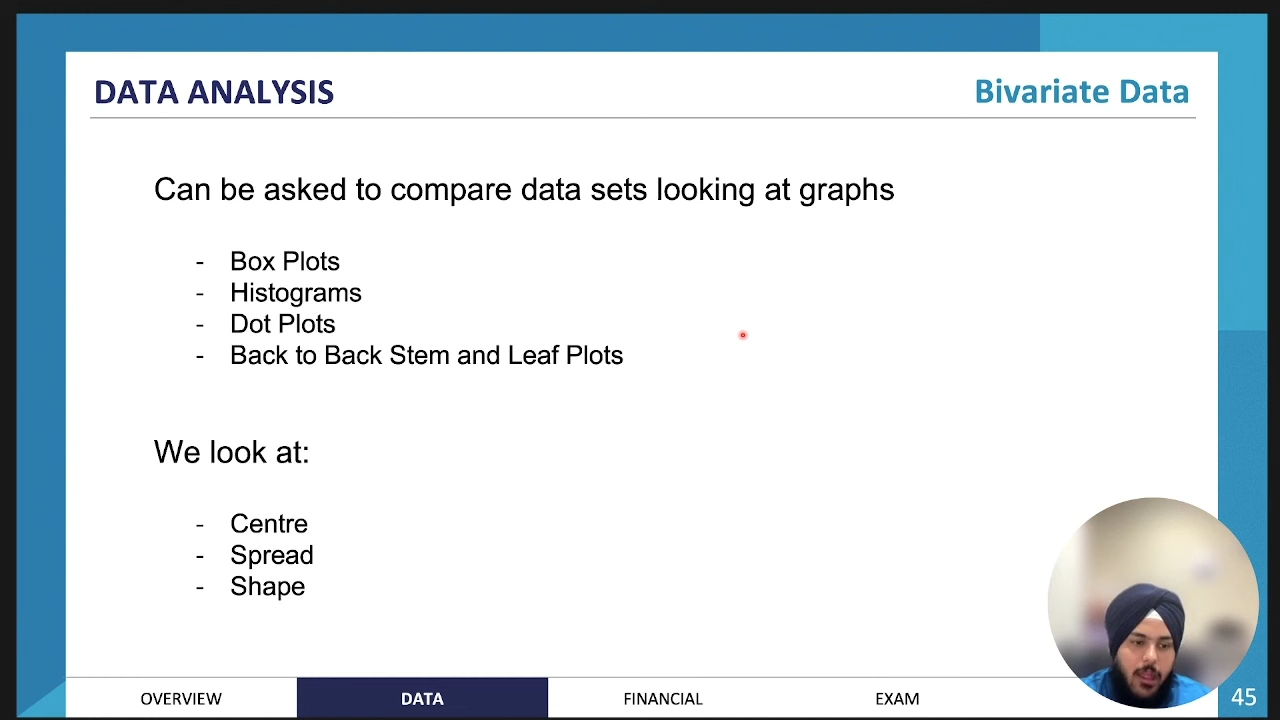 DATA ANALYSIS
Bivariate Data
Can be asked to compare data sets looking at graphs
- Box Plots
- Histograms
- Dot Plots
- Back to Back Stem and Leaf Plots
We look at:
- Centre
- Spread
- Shape
OVERVIEW
DATA
FINANCIAL
EXAM
45